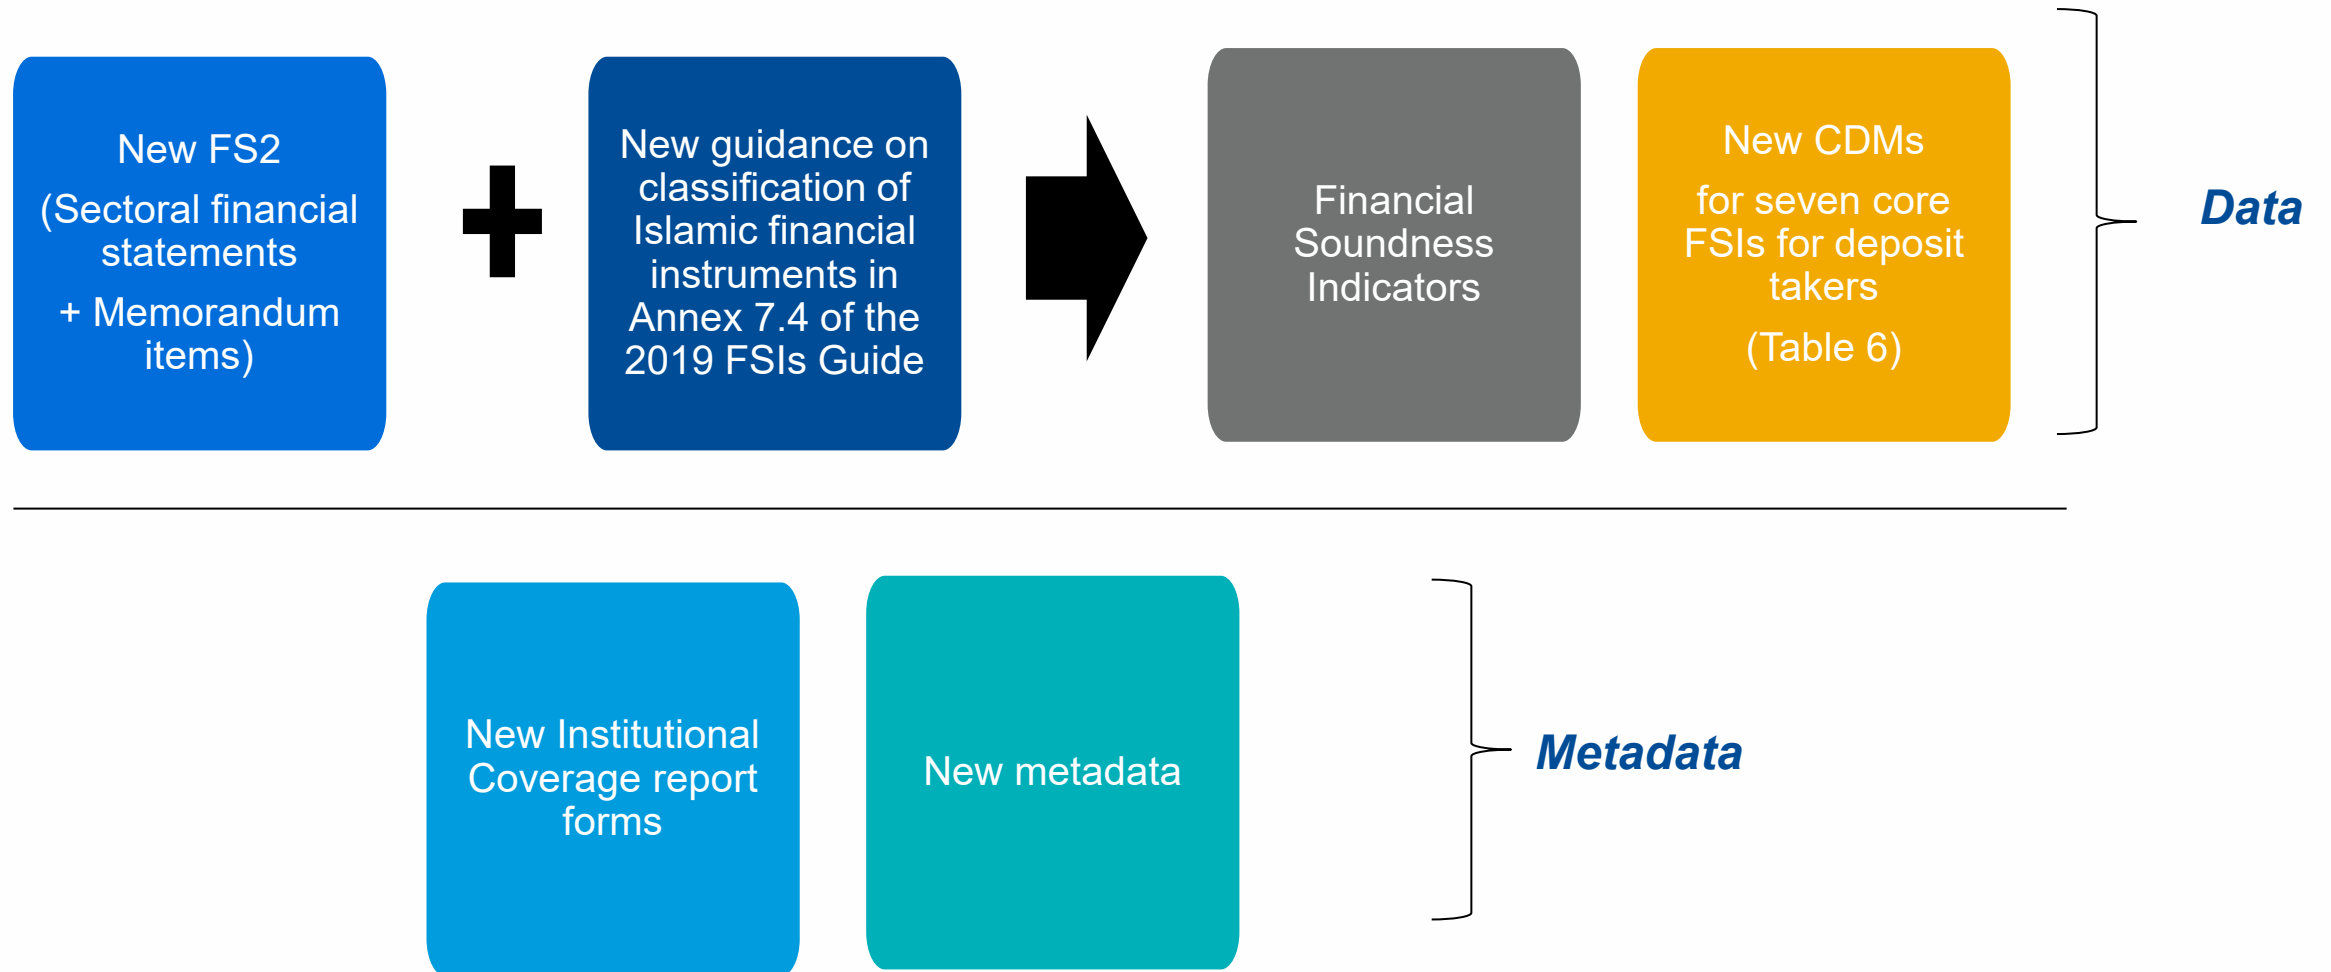 New FS2
(Sectoral financial
statements
+ Memorandum
items)
New guidance on
classification of
Islamic financial
instruments in
Annex 7.4 of the
2019 FSIs Guide
Financial
Soundness
Indicators
New CDMs
for seven core
FSIs for deposit
takers
(Table 6)
Data
New Institutional
Coverage report
forms
New metadata
Metadata